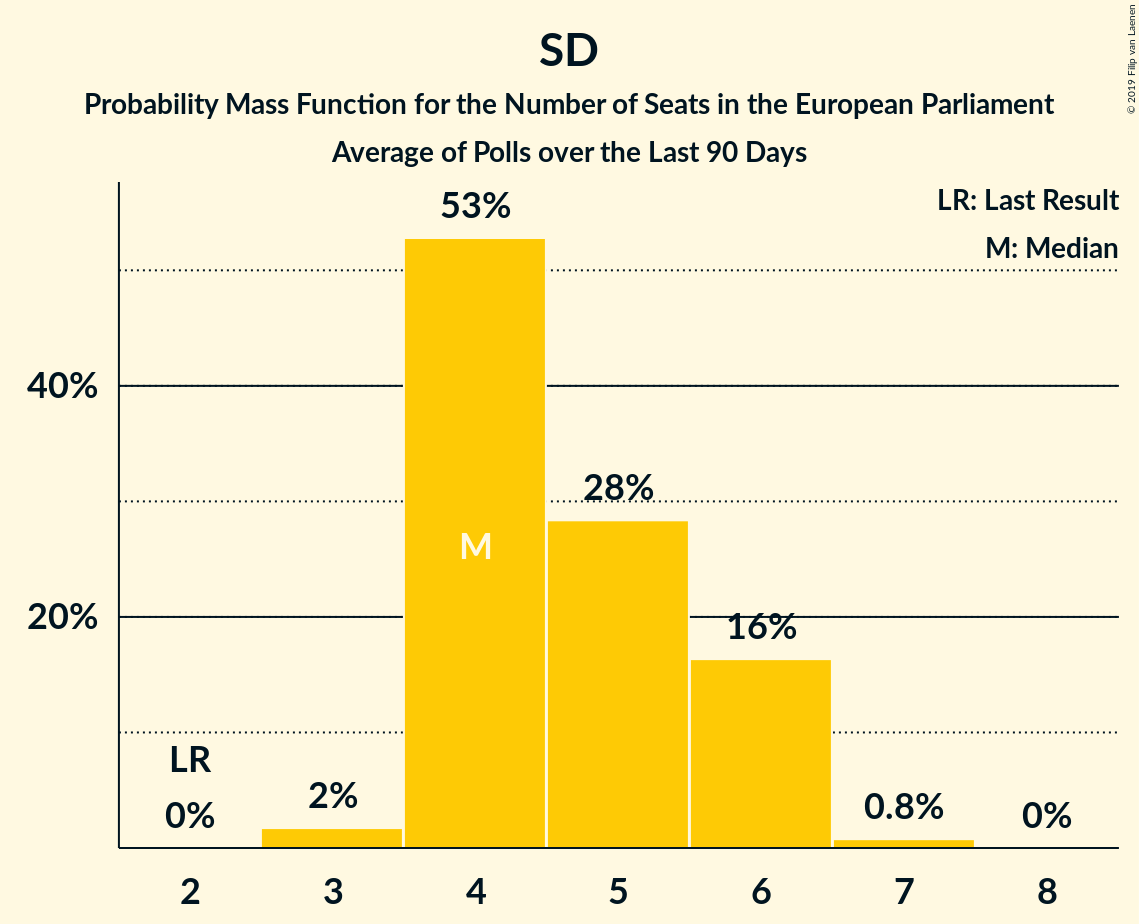 SD
Probability Mass Function for the Number of Seats in the European Parliament
Average of Polls over the Last 90 Days
© 2019 Filip van Laenen
LR: Last Result
M: Median
53%
40%
28%
M
20%
16%
LR
0%
2%
0.8%
0%
2 3 4 5 6 7 8